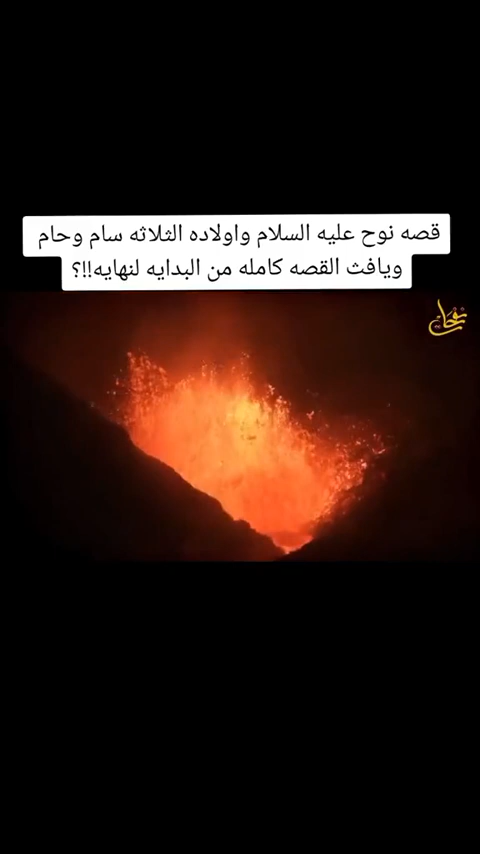 قصه نوح عليه السلام واولاده الثلاثه سام وحام
ويافث القصه كامله من البدايه لنهايه!!؟